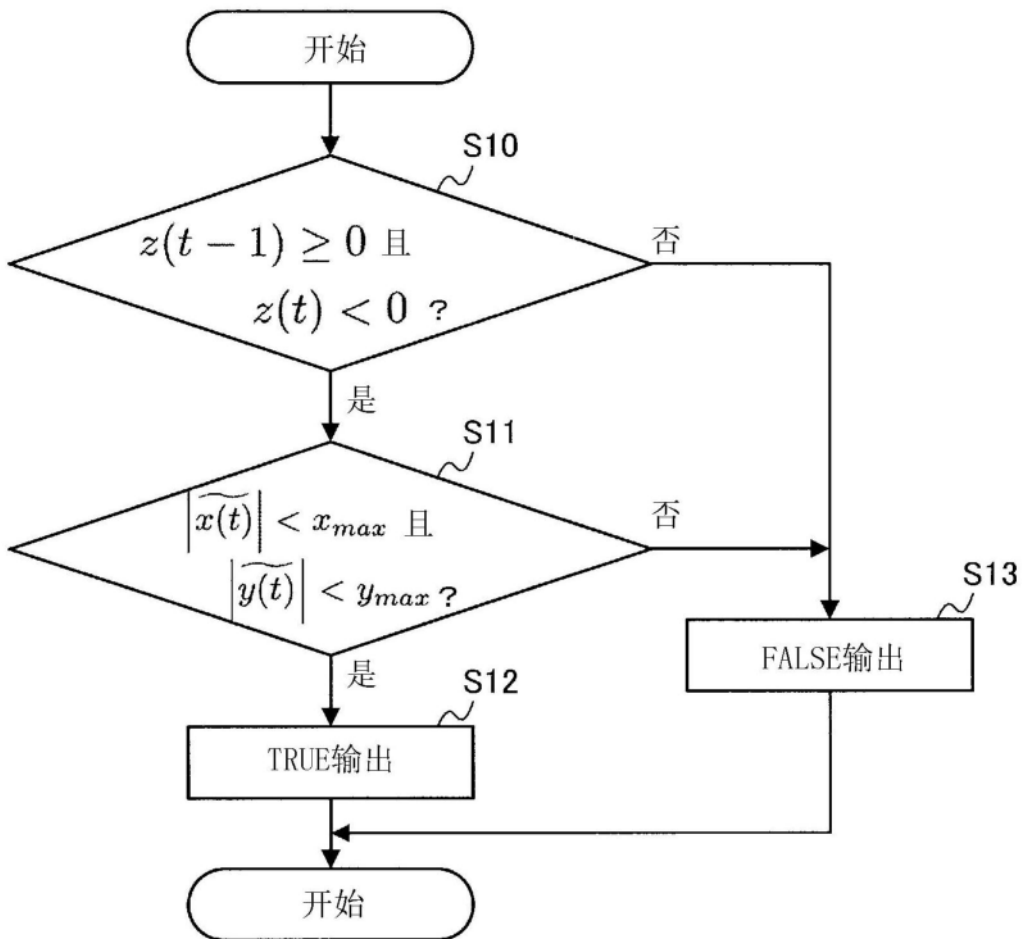 开始
S10
z(t − 1) ≥ 0 且
z(t) < 0 ?
否
是
S11
|x͠(͠t͠)| < x_max 且
|y͠(͠t͠)| < y_max ?
否
是
S12
TRUE输出
S13
FALSE输出
开始